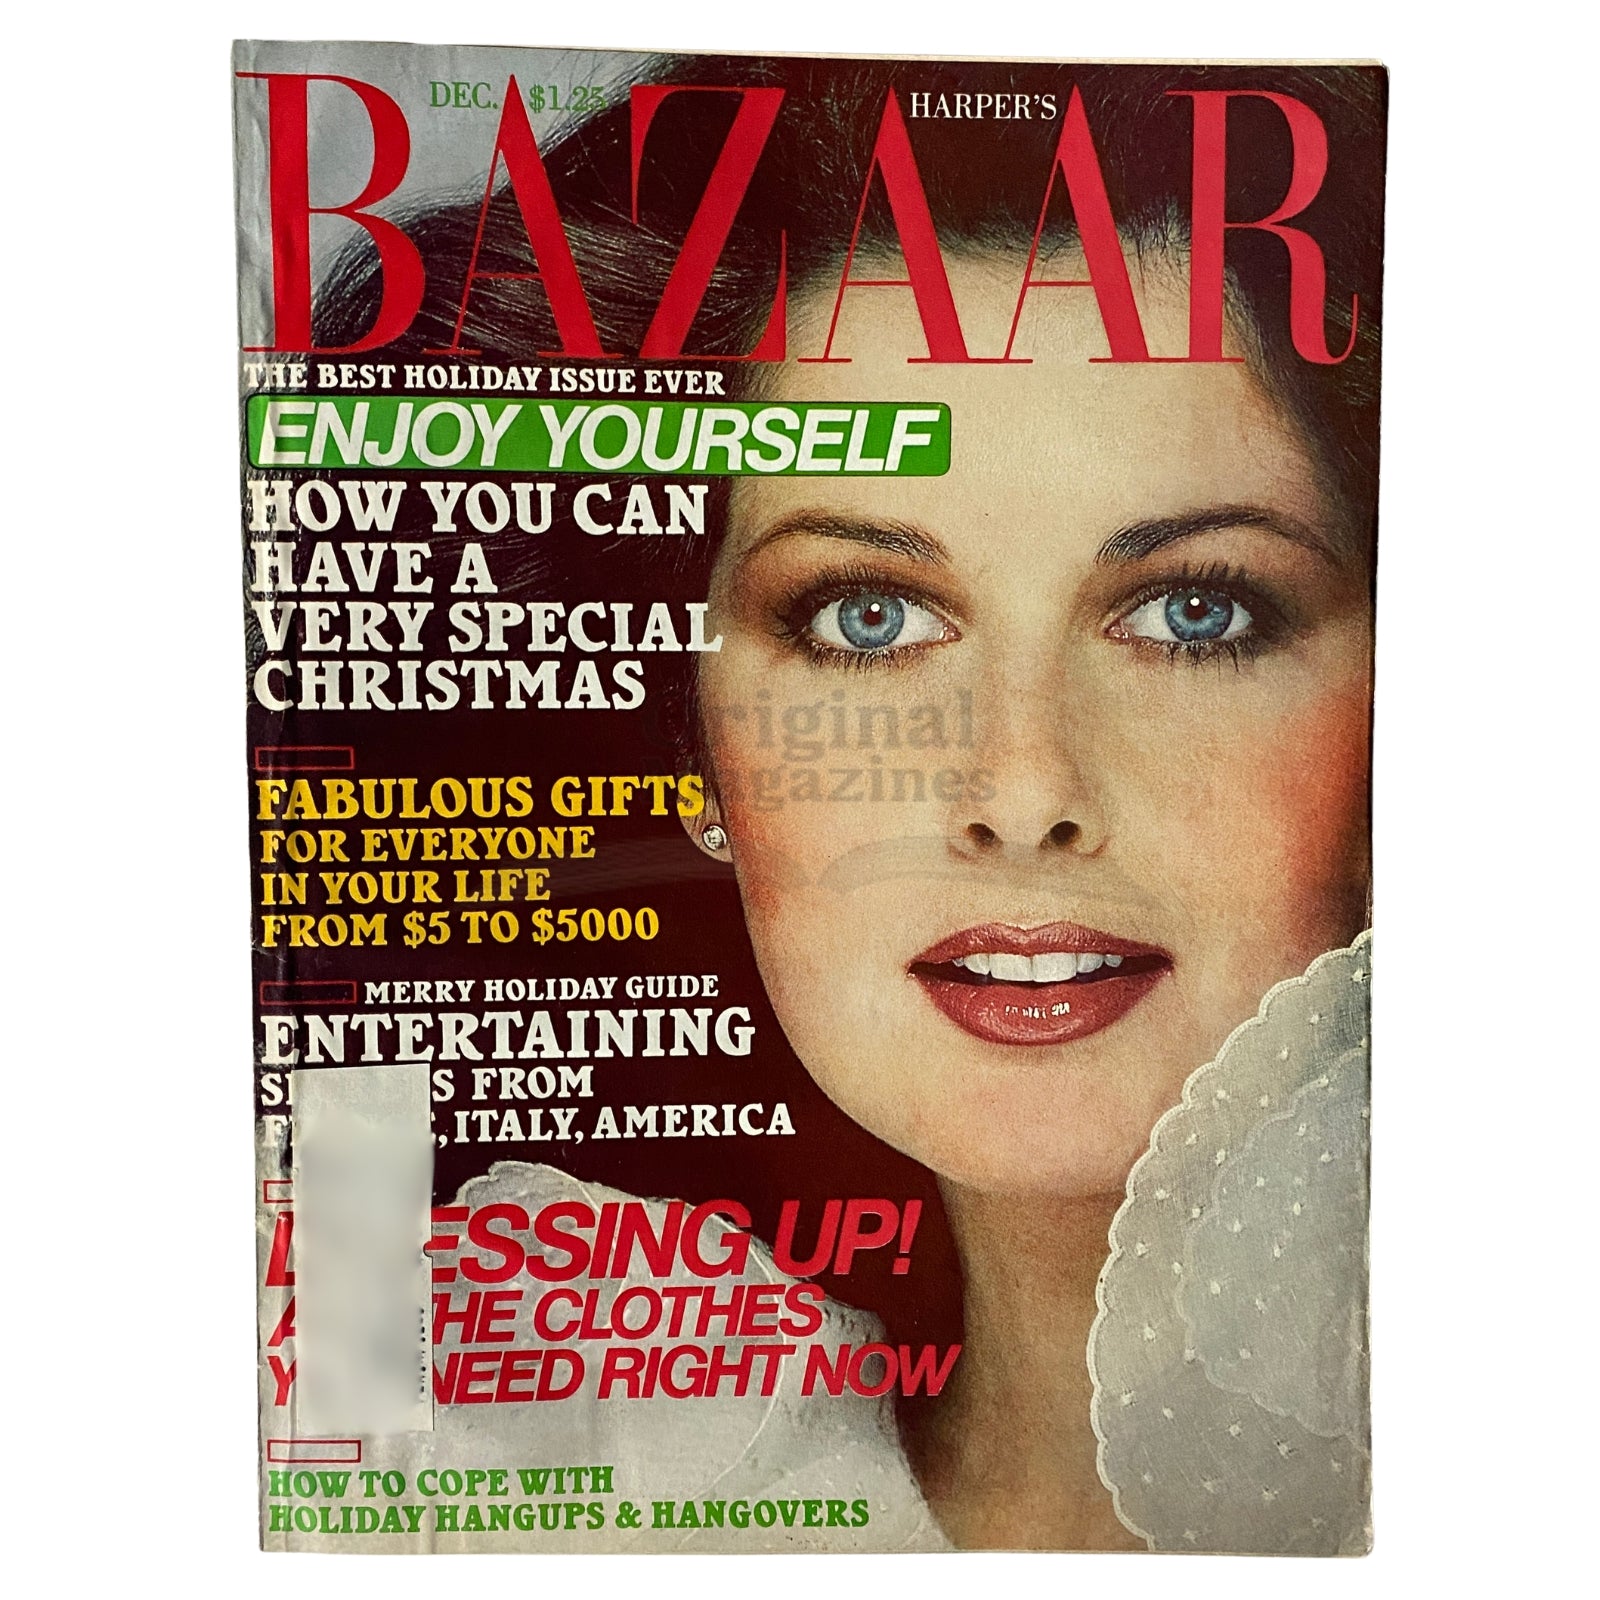 DEC. $1.25
HARPER'S
BAZAAR
THE BEST HOLIDAY ISSUE EVER
ENJOY YOURSELF
HOW YOU CAN
HAVE A
VERY SPECIAL
CHRISTMAS
FABULOUS GIFTS
FOR EVERYONE
IN YOUR LIFE
FROM $5 TO $5000
MERRY HOLIDAY GUIDE
ENTERTAINING
FROM
, ITALY, AMERICA
UP!
CLOTHES
NEED RIGHT NOW
HOW TO COPE WITH
HOLIDAY HANGUPS & HANGOVERS
Original
Magazines